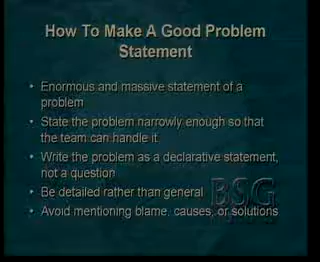 How To Make A Good Problem
Statement
• Enormous and massive statement of a
problem
• State the problem narrowly enough so that
the team can handle it
• Write the problem as a declarative statement,
not a question
• Be detailed rather than general
• Avoid mentioning blame, causes, or solutions
BSG